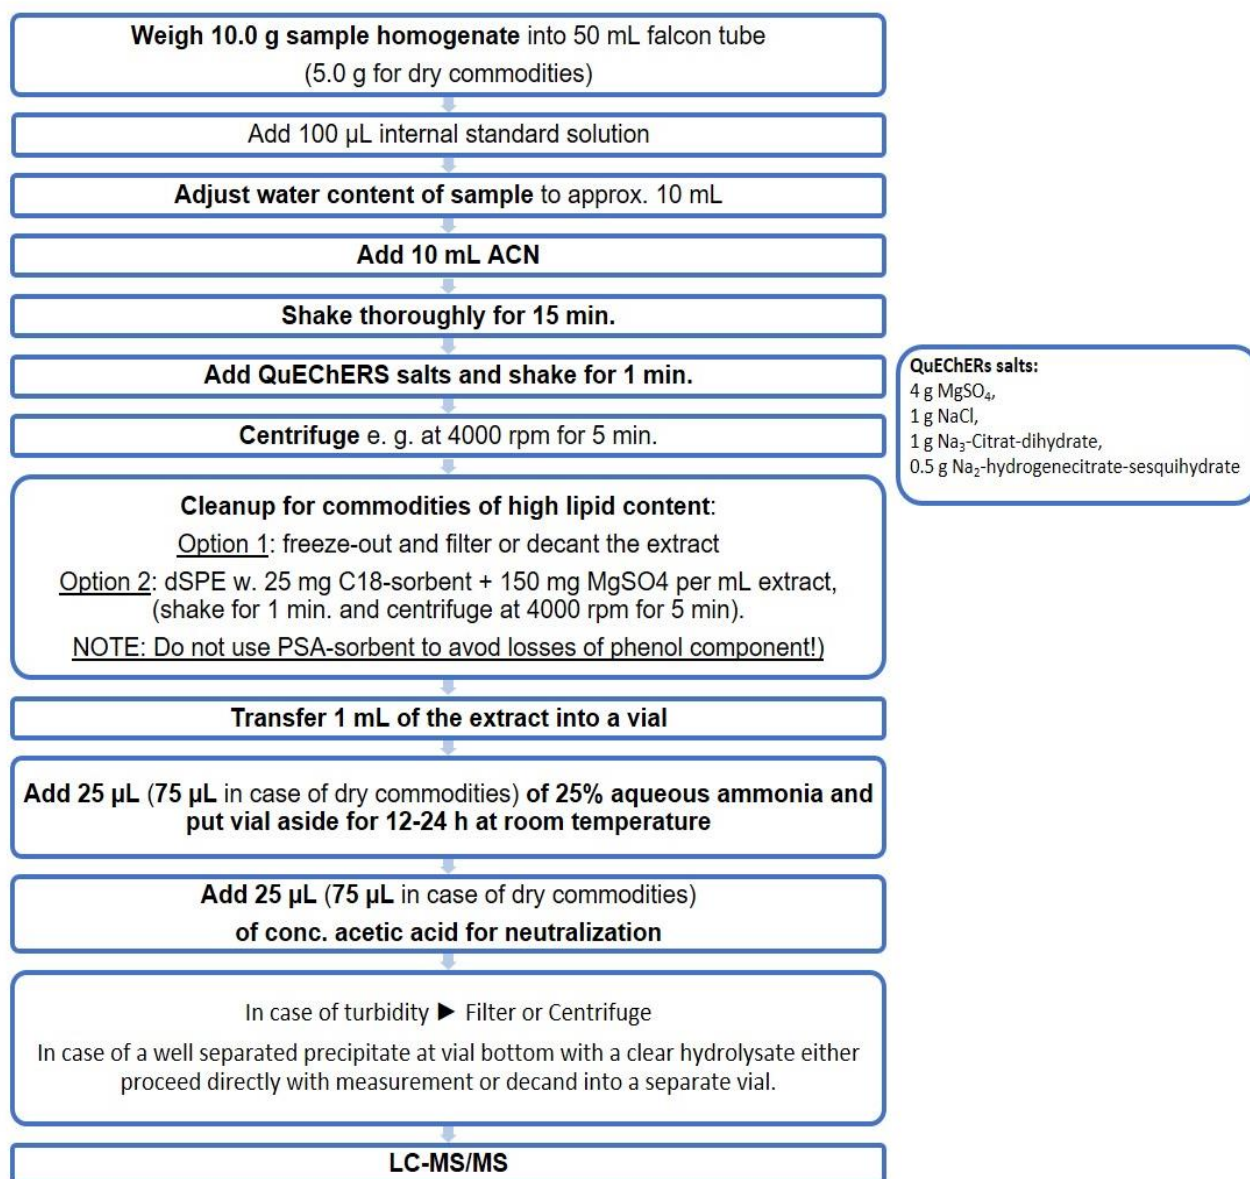 Weigh 10.0 g sample homogenate into 50 mL falcon tube
(5.0 g for dry commodities)
Add 100 µL internal standard solution
Adjust water content of sample to approx. 10 mL
Add 10 mL ACN
Shake thoroughly for 15 min.
Add QuEChERS salts and shake for 1 min.
QuEChERs salts:
4 g MgSO₄,
1 g NaCl,
1 g Na₃-Citrat-dihydrate,
0.5 g Na₂-hydrogenecitrate-sesquihydrate
Centrifuge e. g. at 4000 rpm for 5 min.
Cleanup for commodities of high lipid content:
Option 1: freeze-out and filter or decant the extract
Option 2: dSPE w. 25 mg C18-sorbent + 150 mg MgSO4 per mL extract,
(shake for 1 min. and centrifuge at 4000 rpm for 5 min).
NOTE: Do not use PSA-sorbent to avod losses of phenol component!)
Transfer 1 mL of the extract into a vial
Add 25 µL (75 µL in case of dry commodities) of 25% aqueous ammonia and
put vial aside for 12-24 h at room temperature
Add 25 µL (75 µL in case of dry commodities)
of conc. acetic acid for neutralization
In case of turbidity ► Filter or Centrifuge
In case of a well separated precipitate at vial bottom with a clear hydrolysate either
proceed directly with measurement or decand into a separate vial.
LC-MS/MS